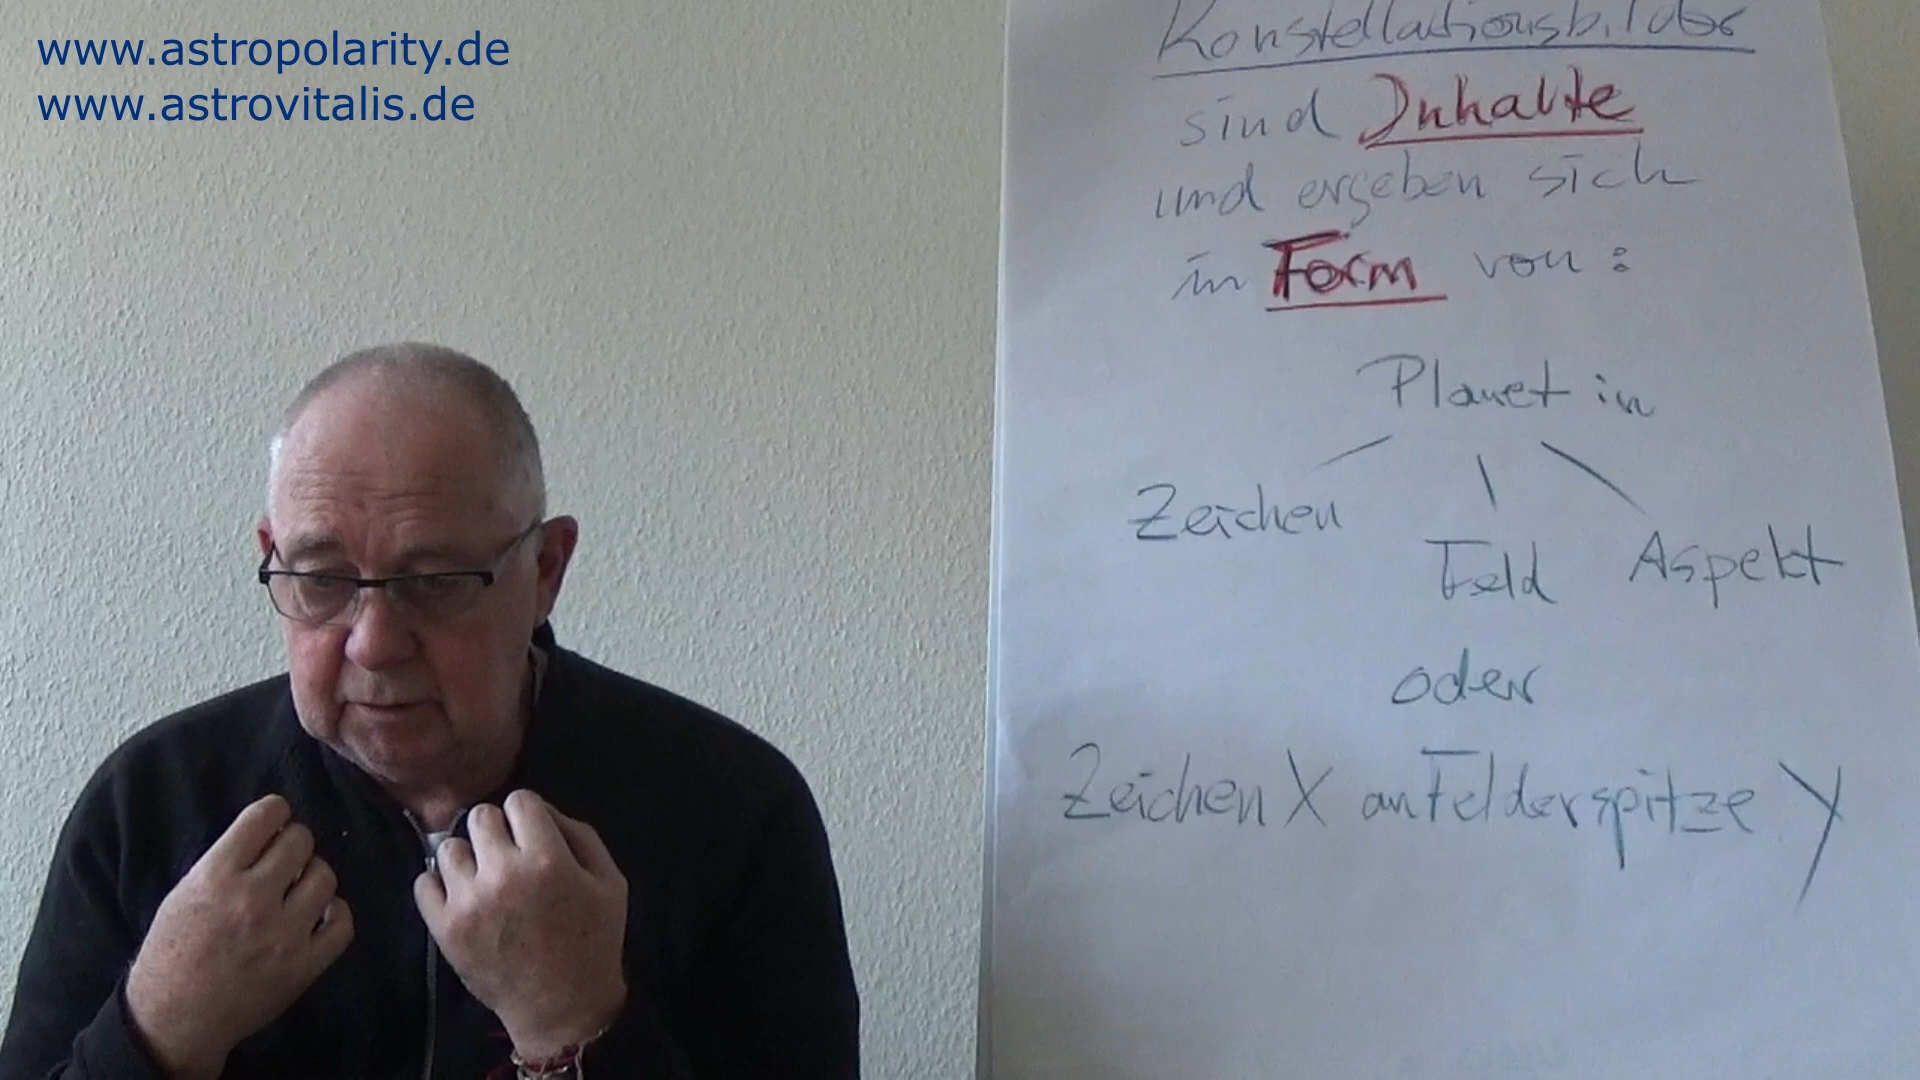 www.astropolarity.de
www.astrovitalis.de
Konstellationsbilder
sind Inhalte
und ergeben sich
in Form von:
Planet in
Zeichen
Feld
Aspekt
oder
Zeichen X an Felderspitze Y